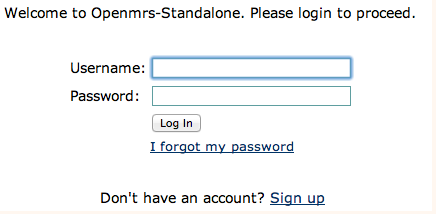 Welcome to Openmrs-Standalone. Please login to proceed.
Username:
Password:
Log In
I forgot my password
Don't have an account? Sign up